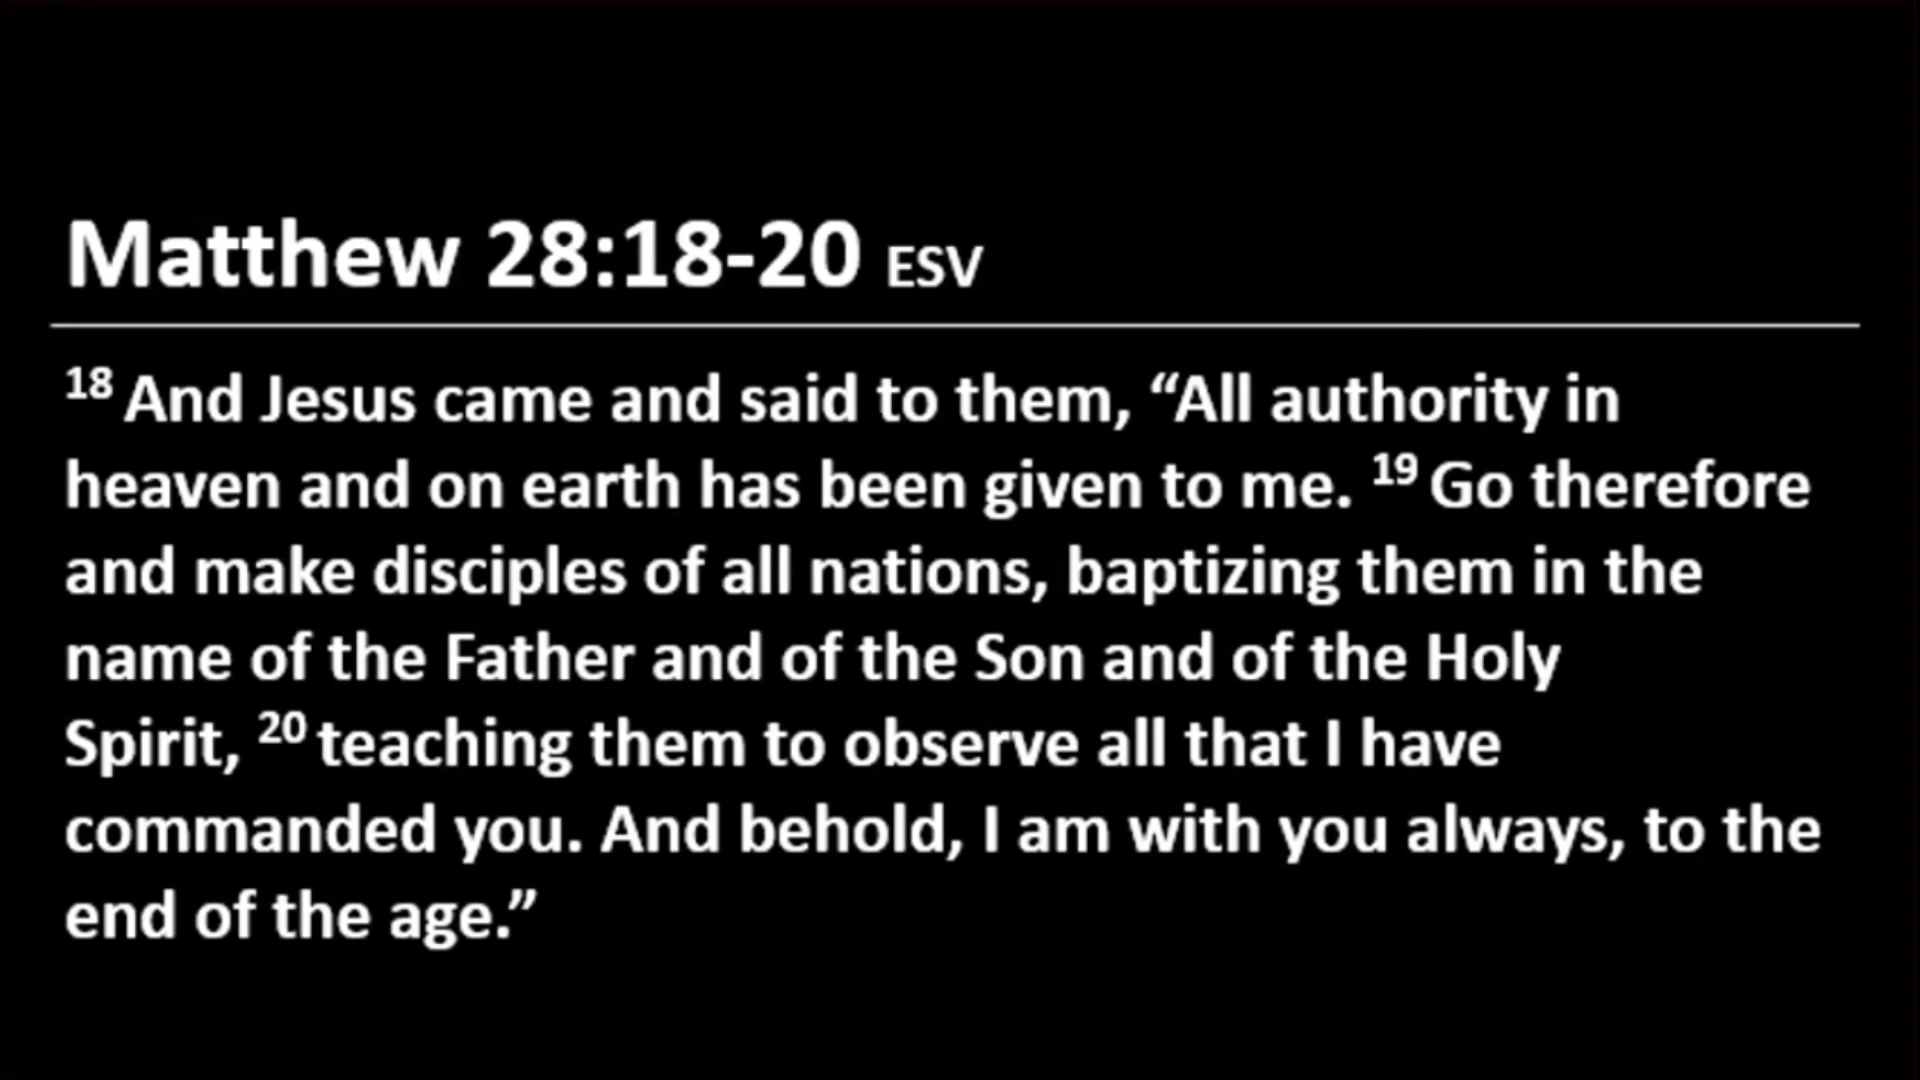 Matthew 28:18-20 ESV
18 And Jesus came and said to them, “All authority in
heaven and on earth has been given to me. 19 Go therefore
and make disciples of all nations, baptizing them in the
name of the Father and of the Son and of the Holy
Spirit, 20 teaching them to observe all that I have
commanded you. And behold, I am with you always, to the
end of the age.”